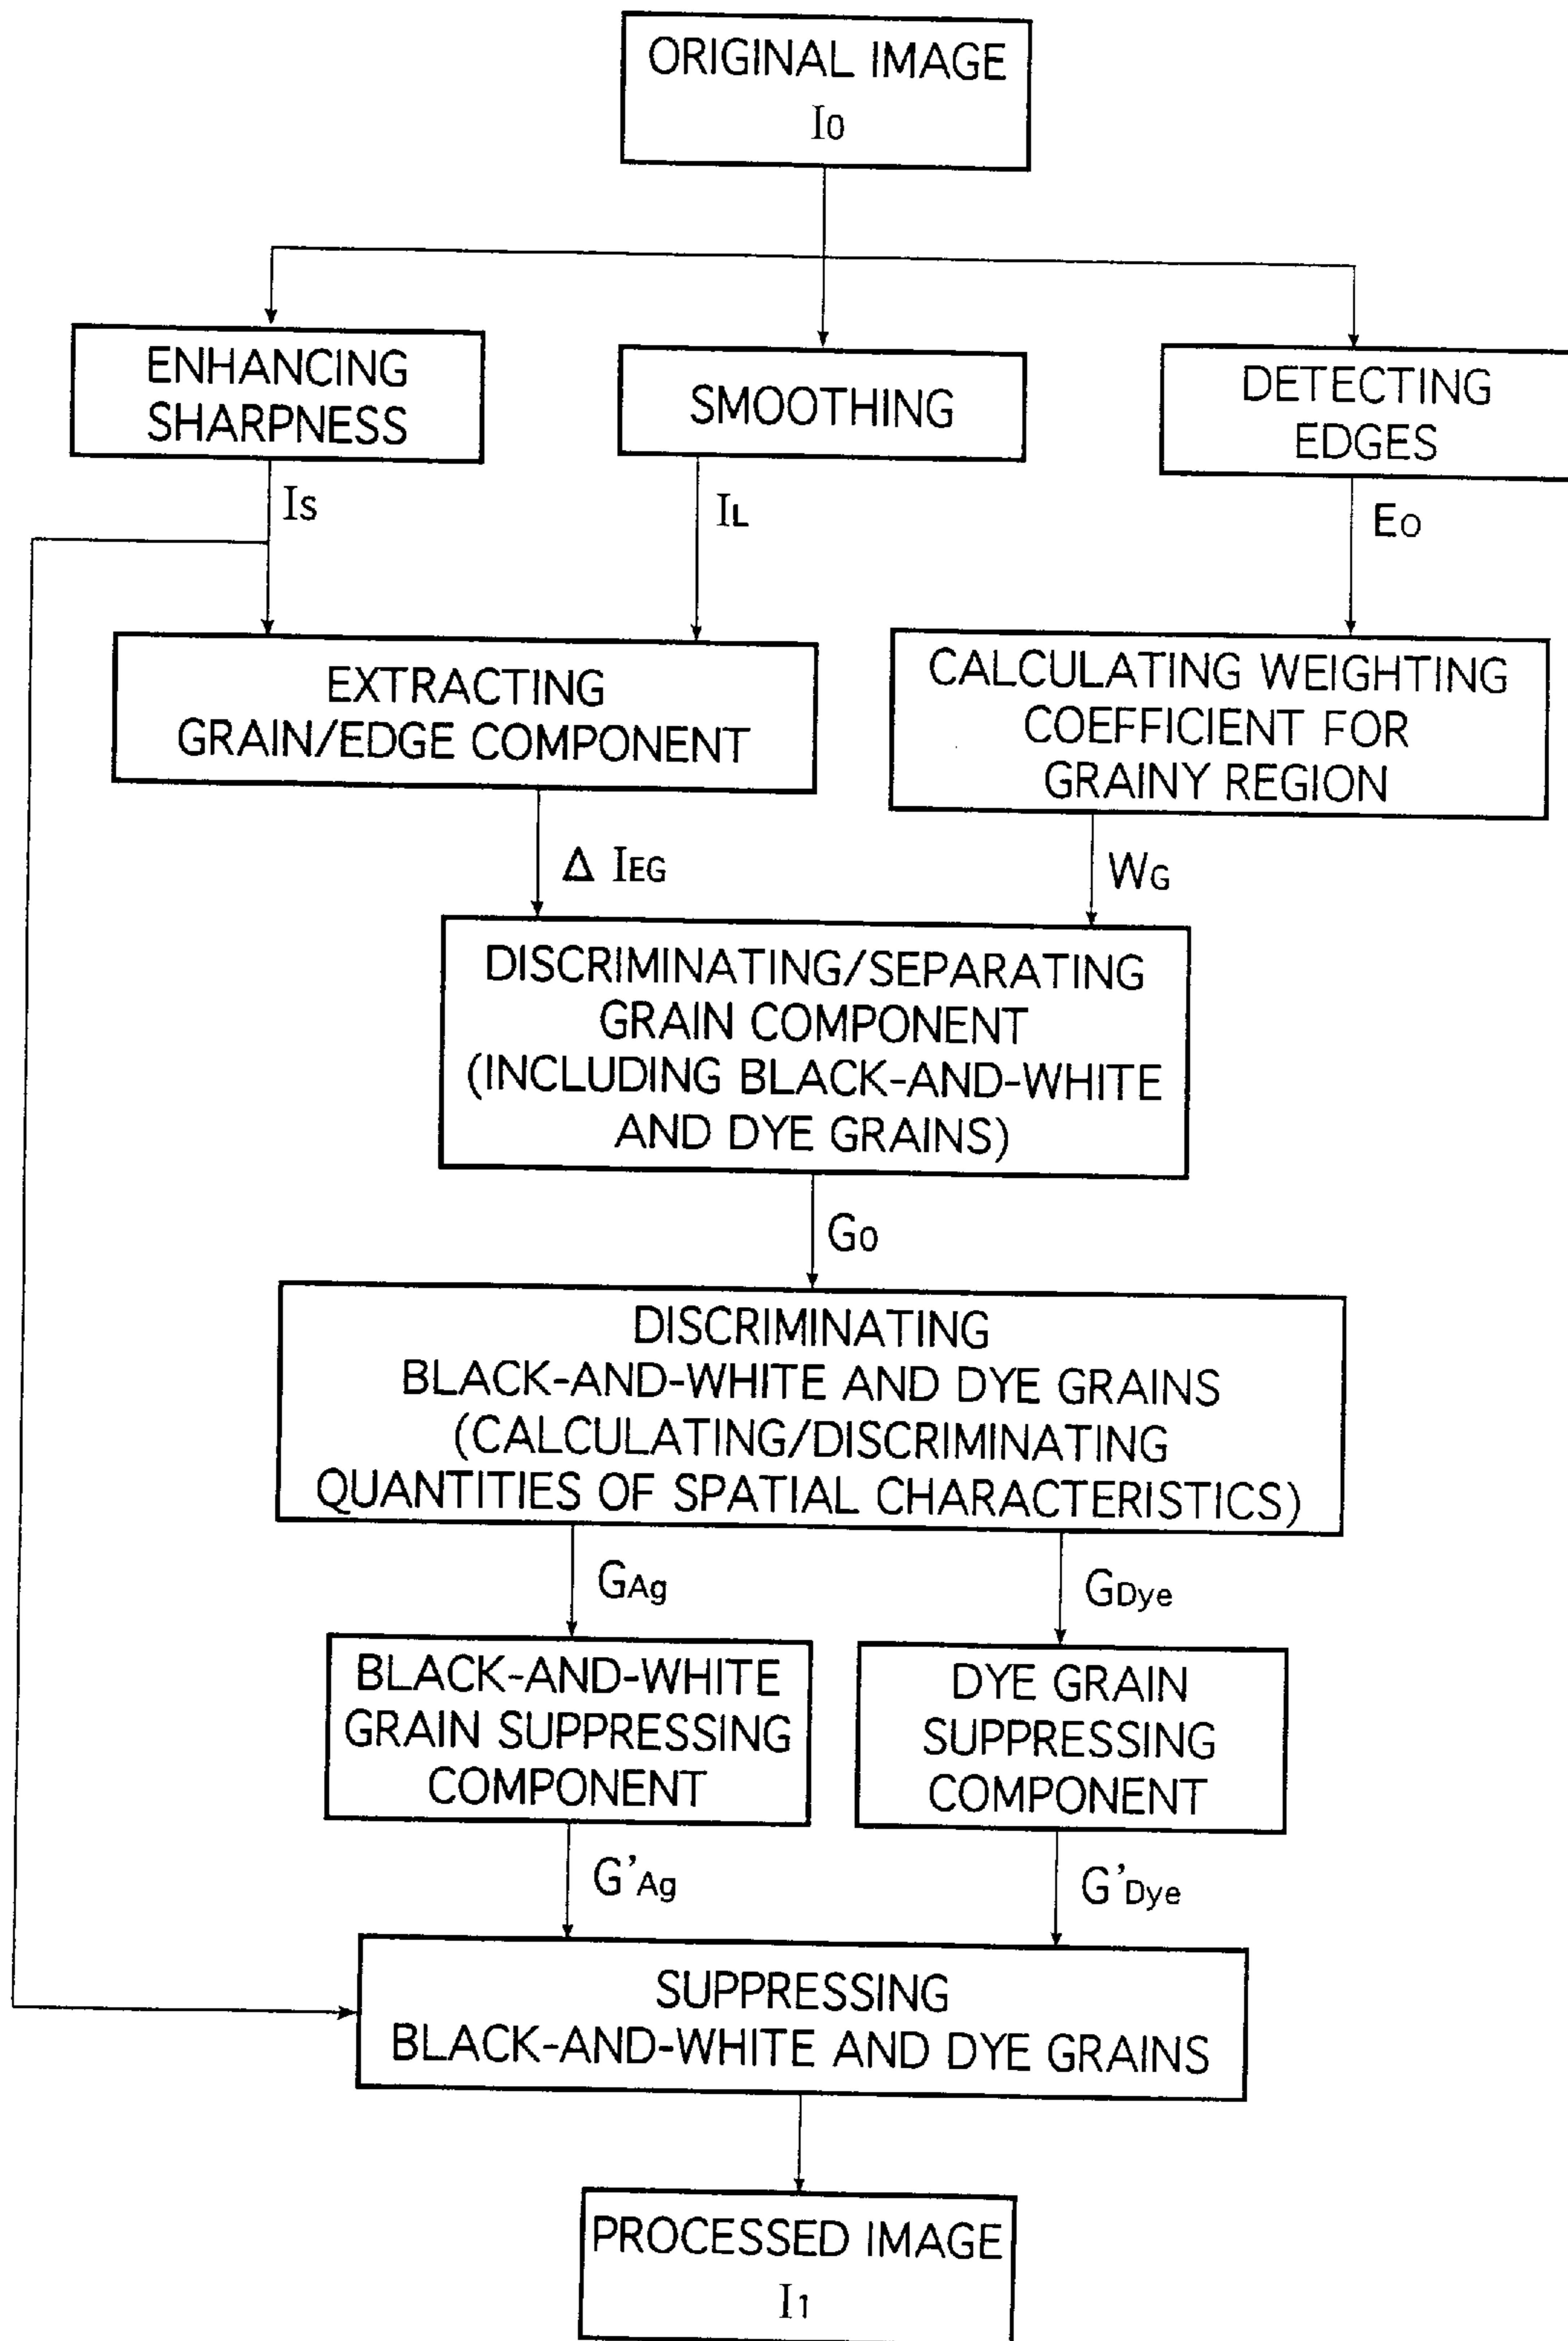 ORIGINAL IMAGE
I0
ENHANCING
SHARPNESS
SMOOTHING
DETECTING
EDGES
IS
IL
EO
EXTRACTING
GRAIN/EDGE COMPONENT
CALCULATING WEIGHTING
COEFFICIENT FOR
GRAINY REGION
Δ IEG
WG
DISCRIMINATING/SEPARATING
GRAIN COMPONENT
(INCLUDING BLACK-AND-WHITE
AND DYE GRAINS)
G0
DISCRIMINATING
BLACK-AND-WHITE AND DYE GRAINS
(CALCULATING/DISCRIMINATING
QUANTITIES OF SPATIAL CHARACTERISTICS)
GAg
GDye
BLACK-AND-WHITE
GRAIN SUPPRESSING
COMPONENT
DYE GRAIN
SUPPRESSING
COMPONENT
G'Ag
G'Dye
SUPPRESSING
BLACK-AND-WHITE AND DYE GRAINS
PROCESSED IMAGE
I1